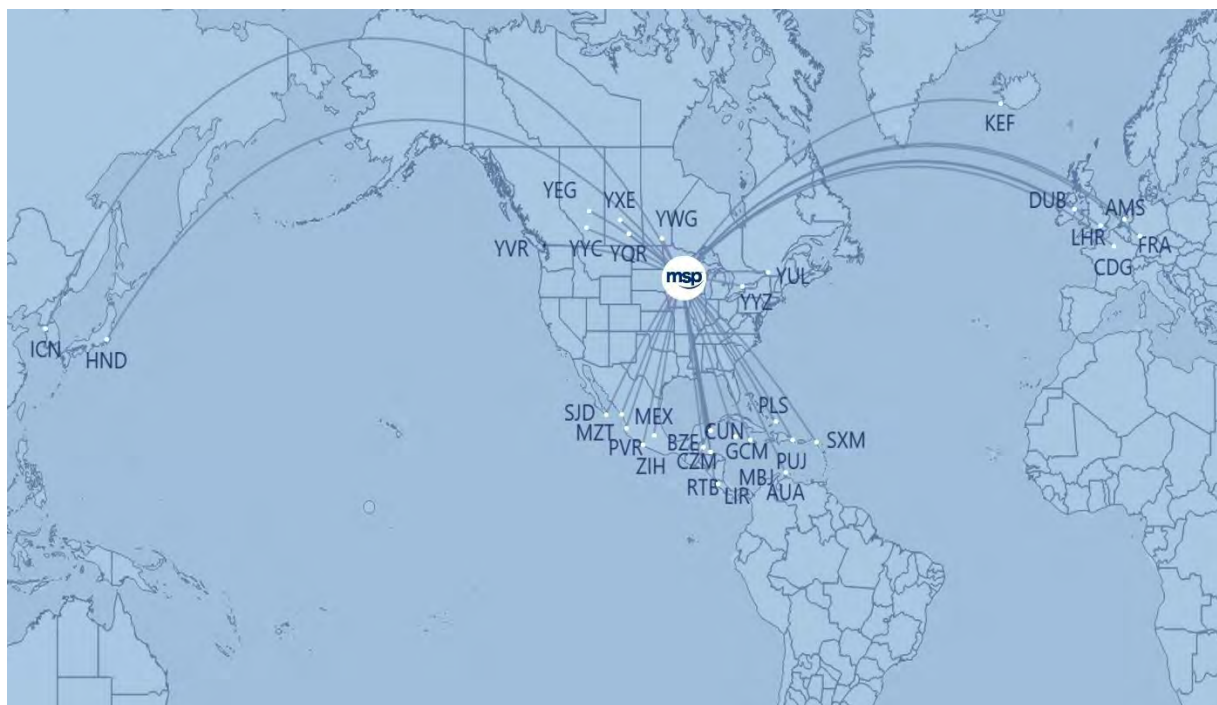 KEF
YEG
YXE
DUB
AMS
YWG
YVR
YYC
YQR
LHR
FRA
CDG
msp
YUL
YYZ
ICN
HND
SJD
MEX
PLS
MZT
CUN
SXM
PVR
BZE
GCM
ZIH
CZM
PUJ
MBJ
RTB
LIR
AUA